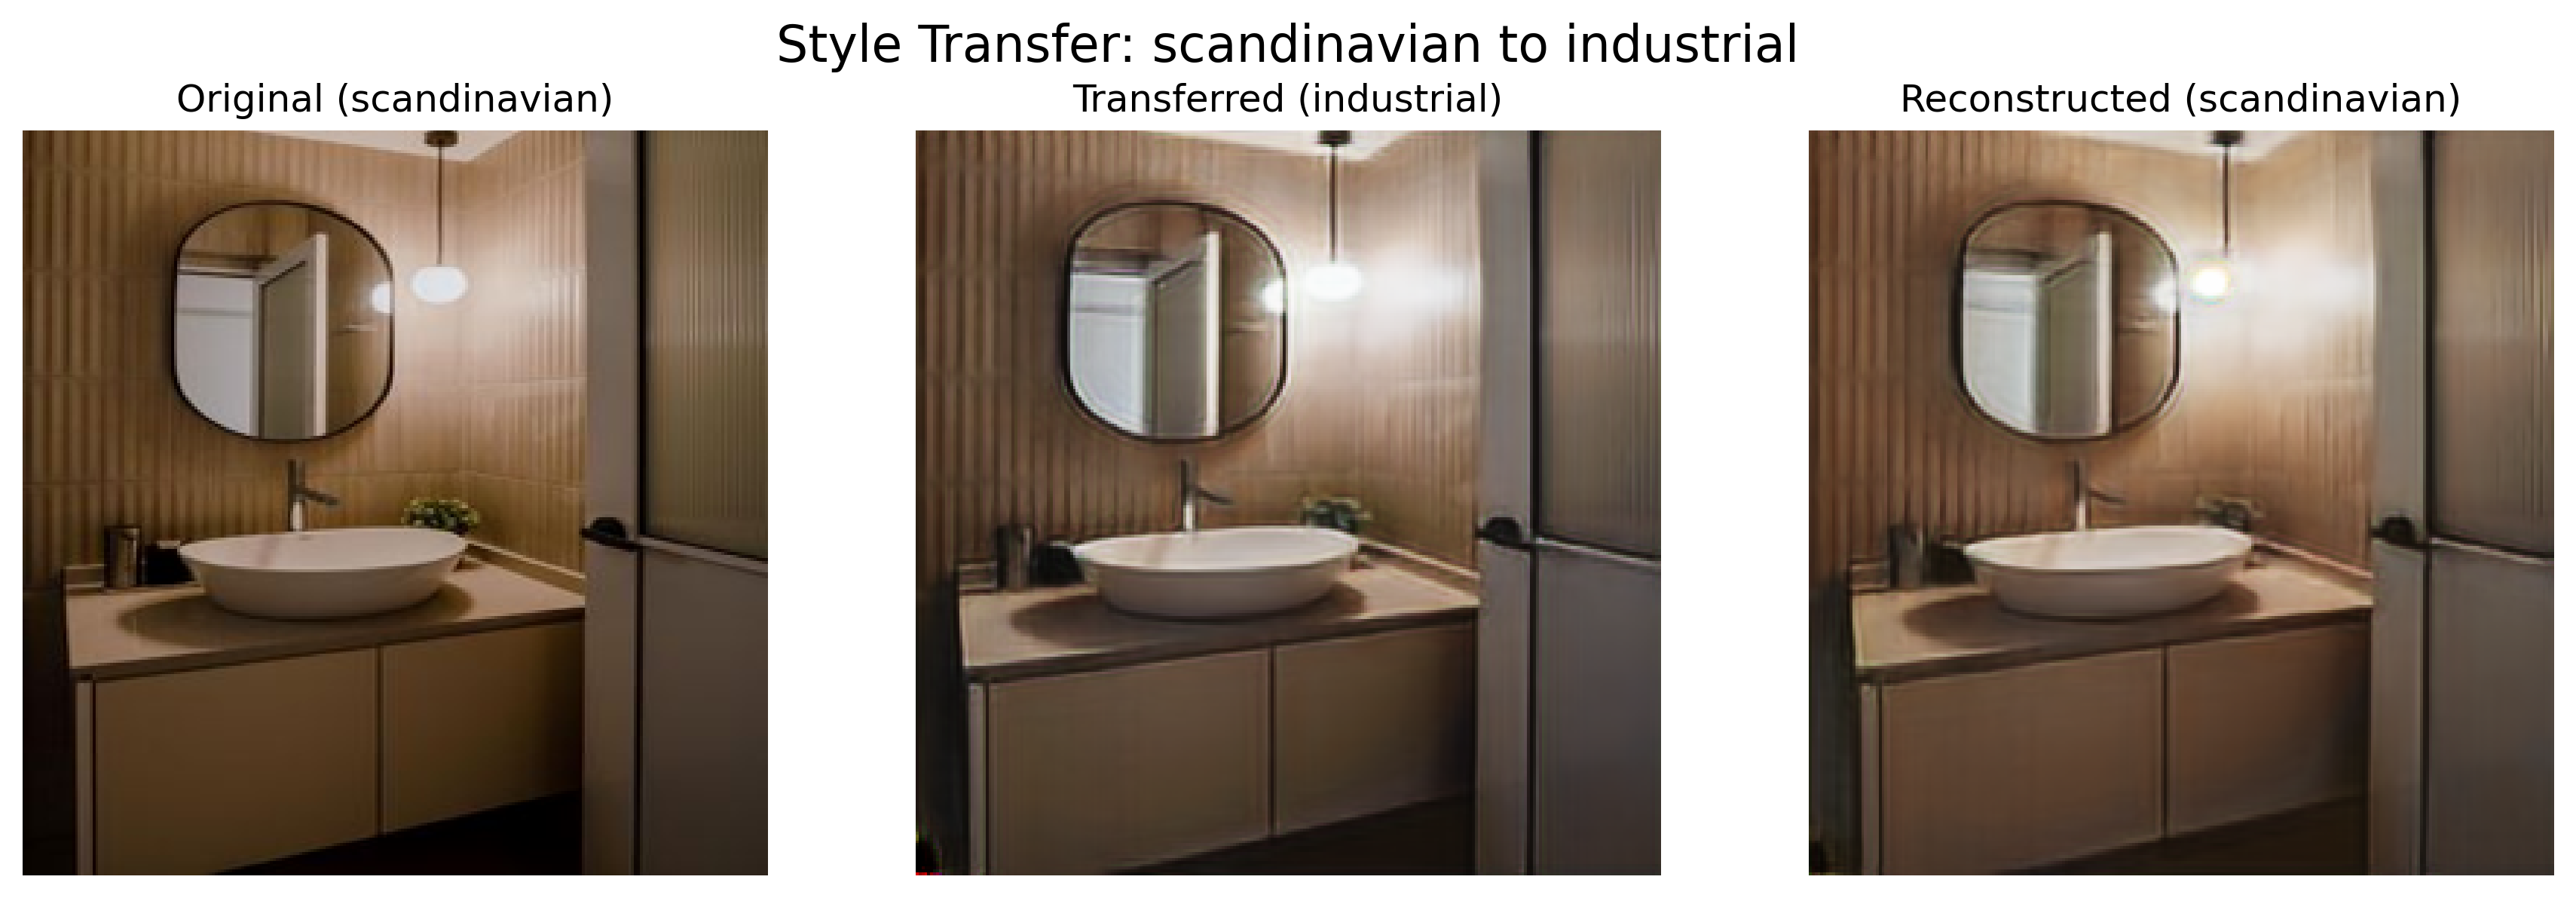 Style Transfer: scandinavian to industrial
Original (scandinavian)
Transferred (industrial)
Reconstructed (scandinavian)